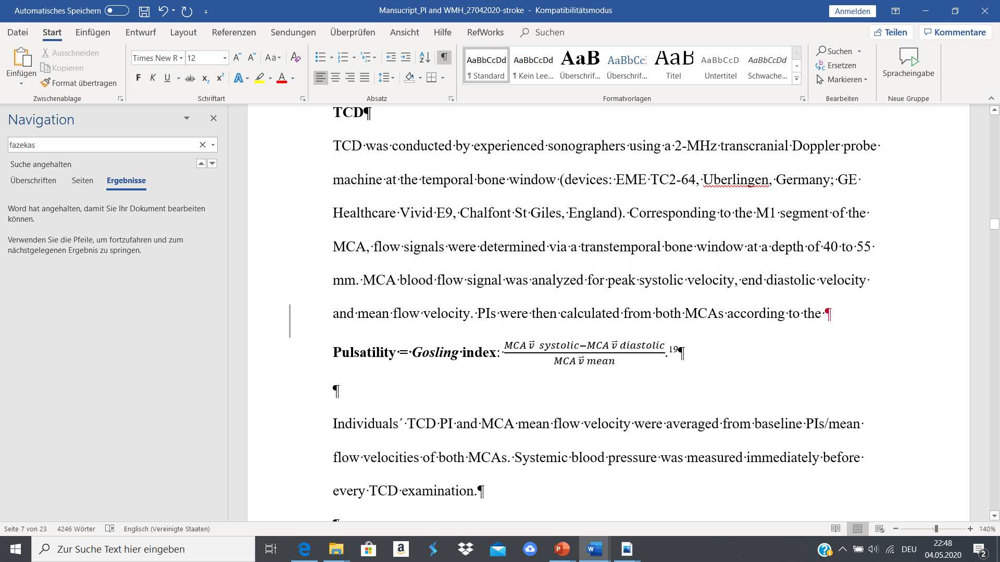 Automatisches Speichern
Mansucript_PI and WMH_27042020-stroke - Kompatibilitätsmodus
Anmelden
Datei Start Einfügen Entwurf Layout Referenzen Sendungen Überprüfen Ansicht Hilfe RefWorks Suchen
Teilen Kommentare
Einfügen
Ausschneiden
Kopieren
Format übertragen
Zwischenablage
Times New R 12
Aa
F K U ab x₂ x²
A A
Schriftart
Absatz
AaBbCcDd AaBbCcDd AaB AaBbCcI AaB AaBbCcD AaBbCcDd
¶ Standard ¶ Kein Lee... Überschrif... Überschrif... Titel Untertitel Schwache...
Formatvorlagen
Suchen
Ersetzen
Markieren
Bearbeiten
Spracheingabe
Neue Gruppe
Navigation
fazekas
Suche angehalten
Überschriften Seiten Ergebnisse
Word hat angehalten, damit Sie Ihr Dokument bearbeiten
können.
Verwenden Sie die Pfeile, um fortzufahren und zum
nächstgelegenen Ergebnis zu springen.
TCD¶
TCD·was·conducted·by·experienced·sonographers·using·a·2-MHz·transcranial·Doppler·probe·
machine·at·the·temporal·bone·window·(devices:·EME·TC2-64,·Uberlingen,·Germany;·GE·
Healthcare·Vivid·E9,·Chalfont·St·Giles,·England).·Corresponding·to·the·M1·segment·of·the·
MCA,·flow·signals·were·determined·via·a·transtemporal·bone·window·at·a·depth·of·40·to·55·
mm.·MCA·blood·flow·signal·was·analyzed·for·peak·systolic·velocity,·end·diastolic·velocity·
and·mean·flow·velocity.·PIs·were·then·calculated·from·both·MCAs·according·to·the·¶
Pulsatility·=·Gosling·index:· (MCA v⃗ systolic−MCA v⃗ diastolic)/(MCA v⃗ mean).¹⁹¶
¶
Individuals´·TCD·PI·and·MCA·mean·flow·velocity·were·averaged·from·baseline·PIs/mean·
flow·velocities·of·both·MCAs.·Systemic·blood·pressure·was·measured·immediately·before·
every·TCD·examination.¶
¶
Seite 7 von 23 4246 Wörter Englisch (Vereinigte Staaten)
140%
Zur Suche Text hier eingeben
DEU
22:48
04.05.2020
2